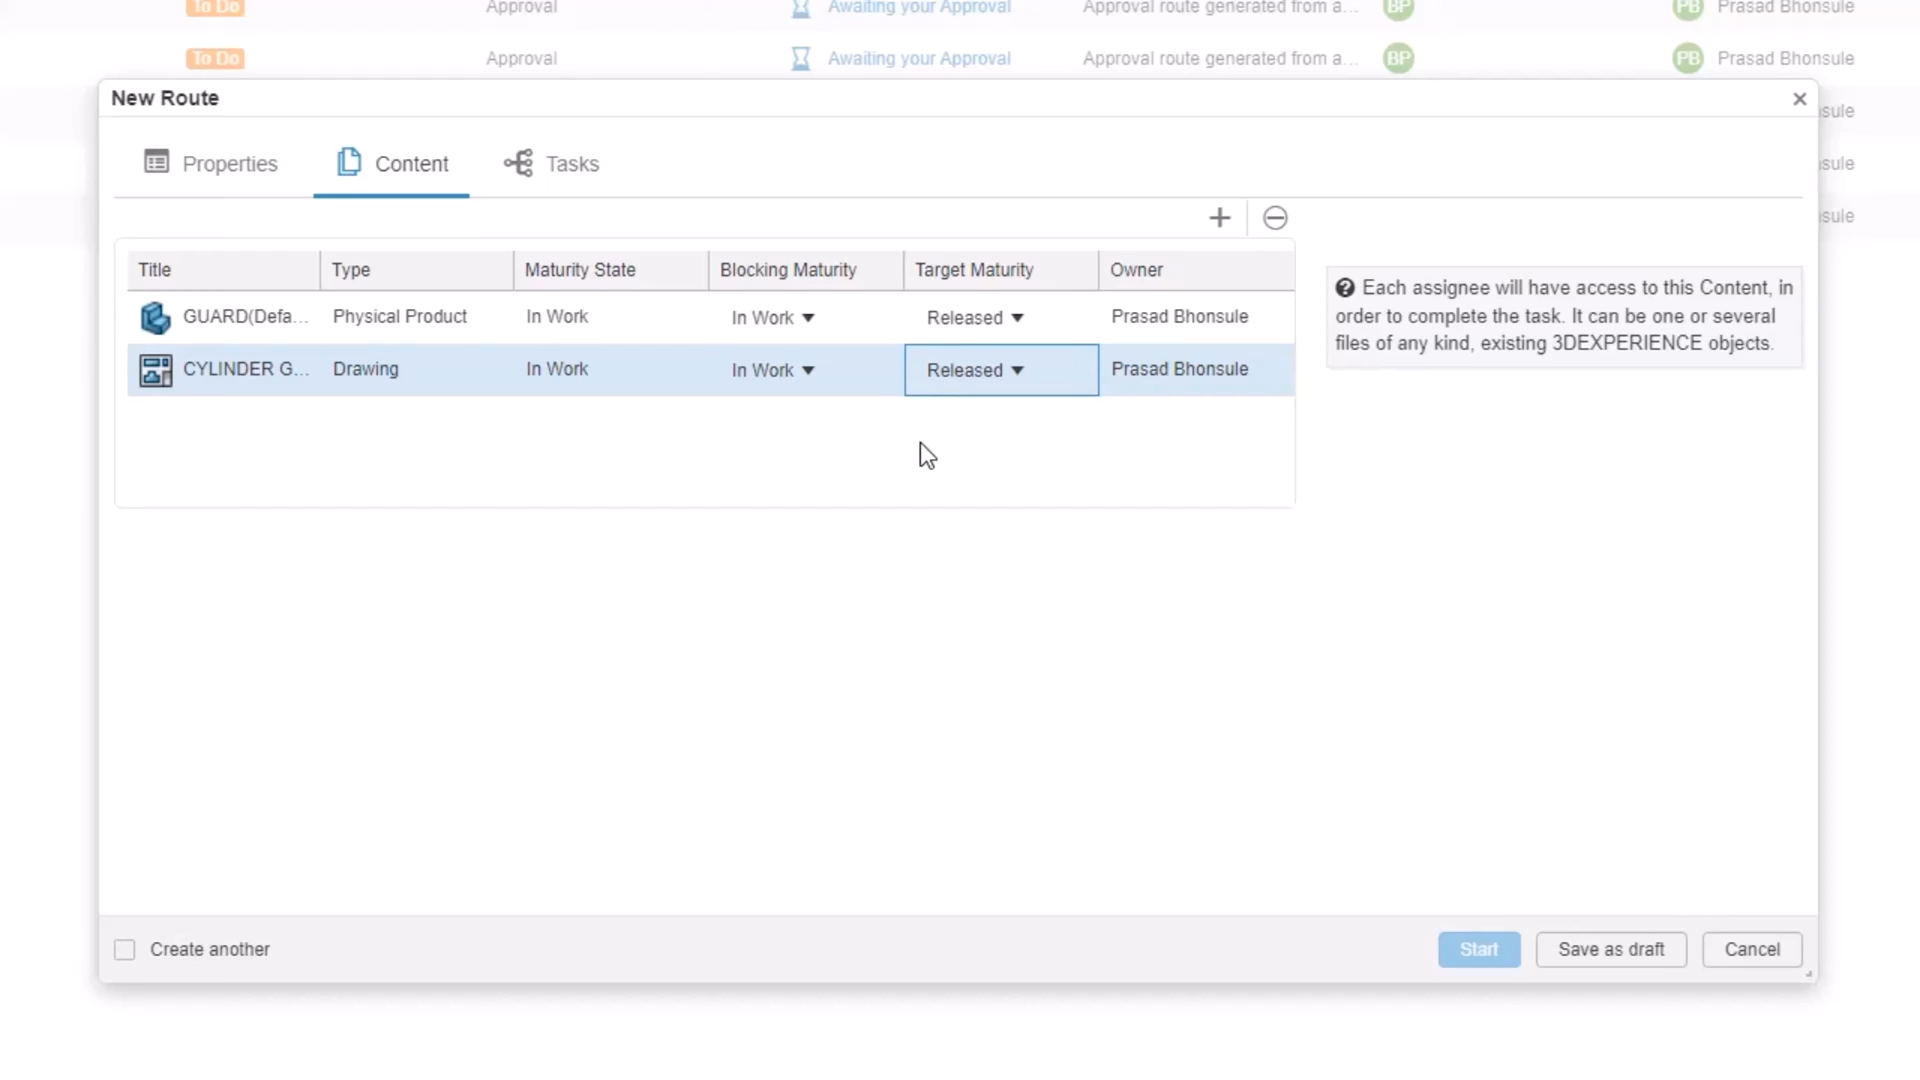 To Do Approval Awaiting your Approval Approval route generated from a... BP PB Prasad Bhonsule
To Do Approval Awaiting your Approval Approval route generated from a... BP PB Prasad Bhonsule
New Route
sule
Properties Content Tasks
sule
sule
Title Type Maturity State Blocking Maturity Target Maturity Owner
GUARD(Defa... Physical Product In Work In Work Released Prasad Bhonsule
CYLINDER G... Drawing In Work In Work Released Prasad Bhonsule
Each assignee will have access to this Content, in
order to complete the task. It can be one or several
files of any kind, existing 3DEXPERIENCE objects.
Create another Start Save as draft Cancel